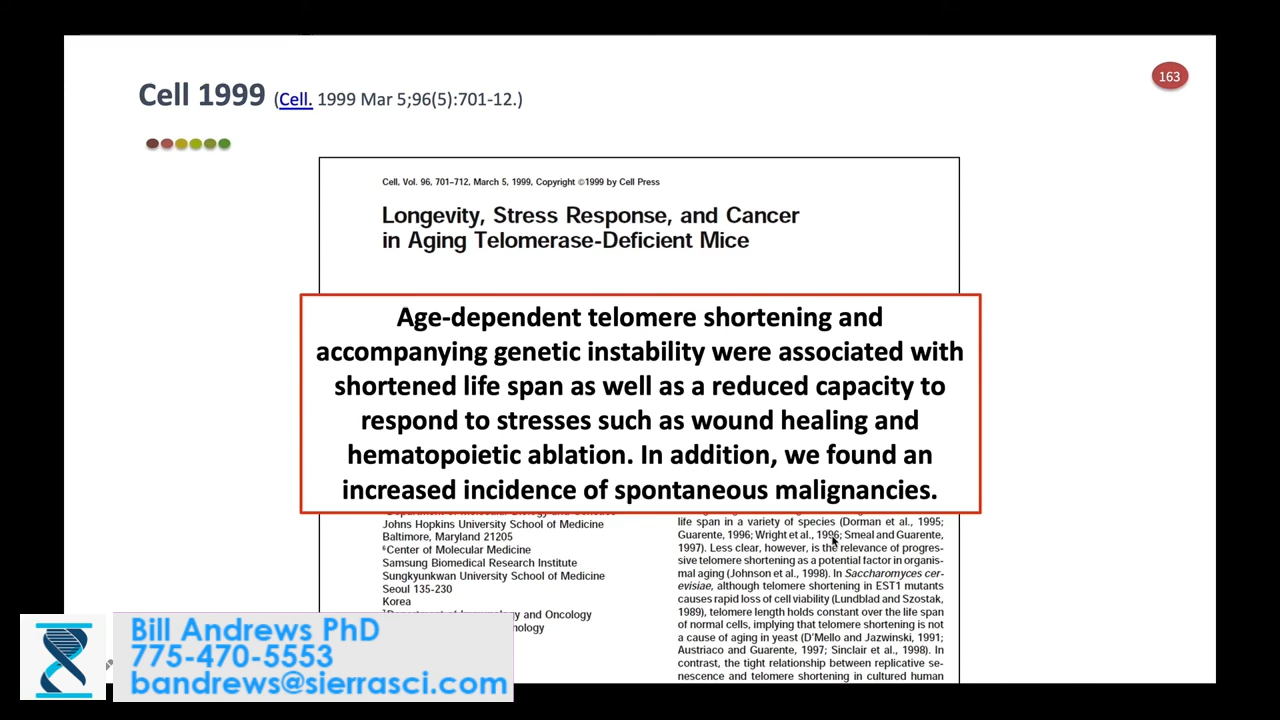 163
Cell 1999 (Cell. 1999 Mar 5;96(5):701-12.)
Cell, Vol. 96, 701–712, March 5, 1999, Copyright ©1999 by Cell Press
Longevity, Stress Response, and Cancer
in Aging Telomerase-Deficient Mice
Age-dependent telomere shortening and
accompanying genetic instability were associated with
shortened life span as well as a reduced capacity to
respond to stresses such as wound healing and
hematopoietic ablation. In addition, we found an
increased incidence of spontaneous malignancies.
Johns Hopkins University School of Medicine
Baltimore, Maryland 21205
⁶Center of Molecular Medicine
Samsung Biomedical Research Institute
Sungkyunkwan University School of Medicine
Seoul 135-230
Korea
and Oncology
life span in a variety of species (Dorman et al., 1995;
Guarente, 1996; Wright et al., 1996; Smeal and Guarente,
1997). Less clear, however, is the relevance of progres-
sive telomere shortening as a potential factor in organis-
mal aging (Johnson et al., 1998). In Saccharomyces cer-
evisiae, although telomere shortening in EST1 mutants
causes rapid loss of cell viability (Lundblad and Szostak,
1989), telomere length holds constant over the life span
of normal cells, implying that telomere shortening is not
a cause of aging in yeast (D'Mello and Jazwinski, 1991;
Austriaco and Guarente, 1997; Sinclair et al., 1998). In
contrast, the tight relationship between replicative se-
nescence and telomere shortening in cultured human
Bill Andrews PhD
775-470-5553
bandrews@sierrasci.com